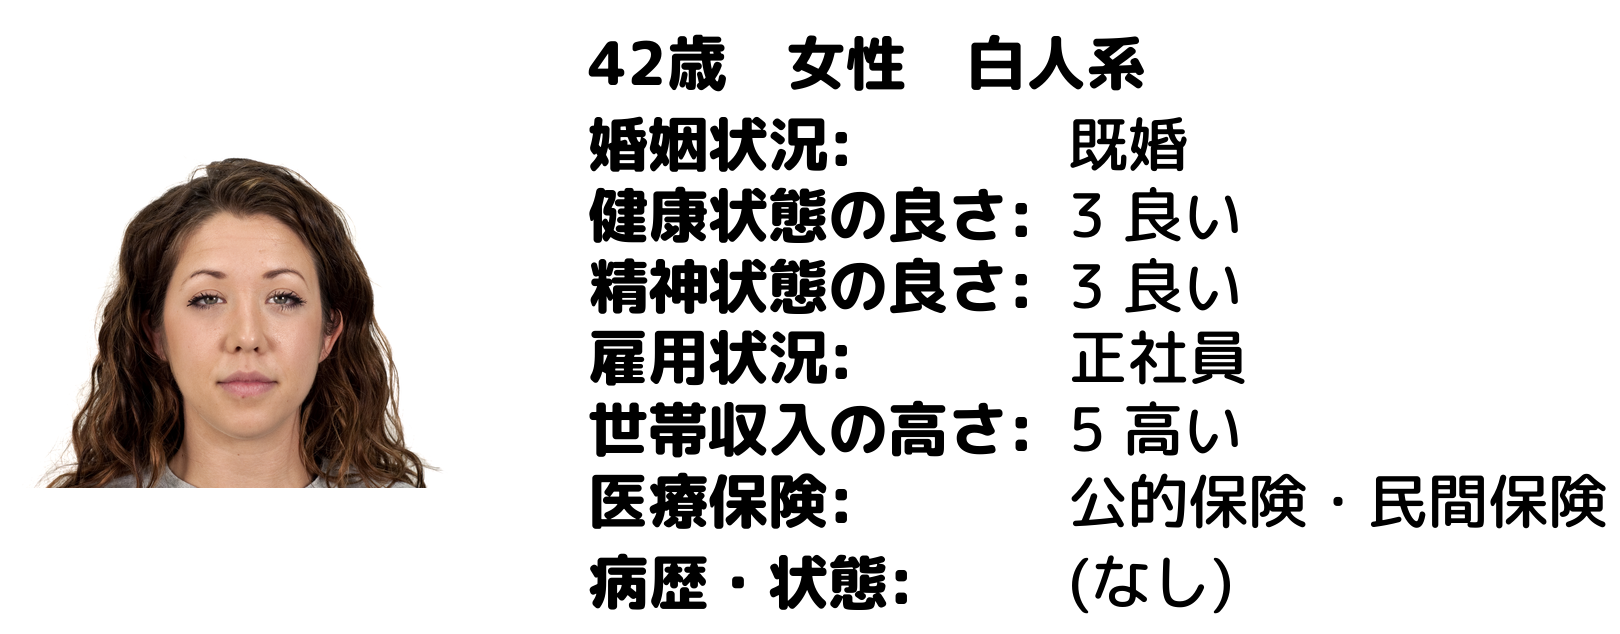 42歳　女性　白人系
婚姻状況: 既婚
健康状態の良さ: 3 良い
精神状態の良さ: 3 良い
雇用状況: 正社員
世帯収入の高さ: 5 高い
医療保険: 公的保険・民間保険
病歴・状態: (なし)